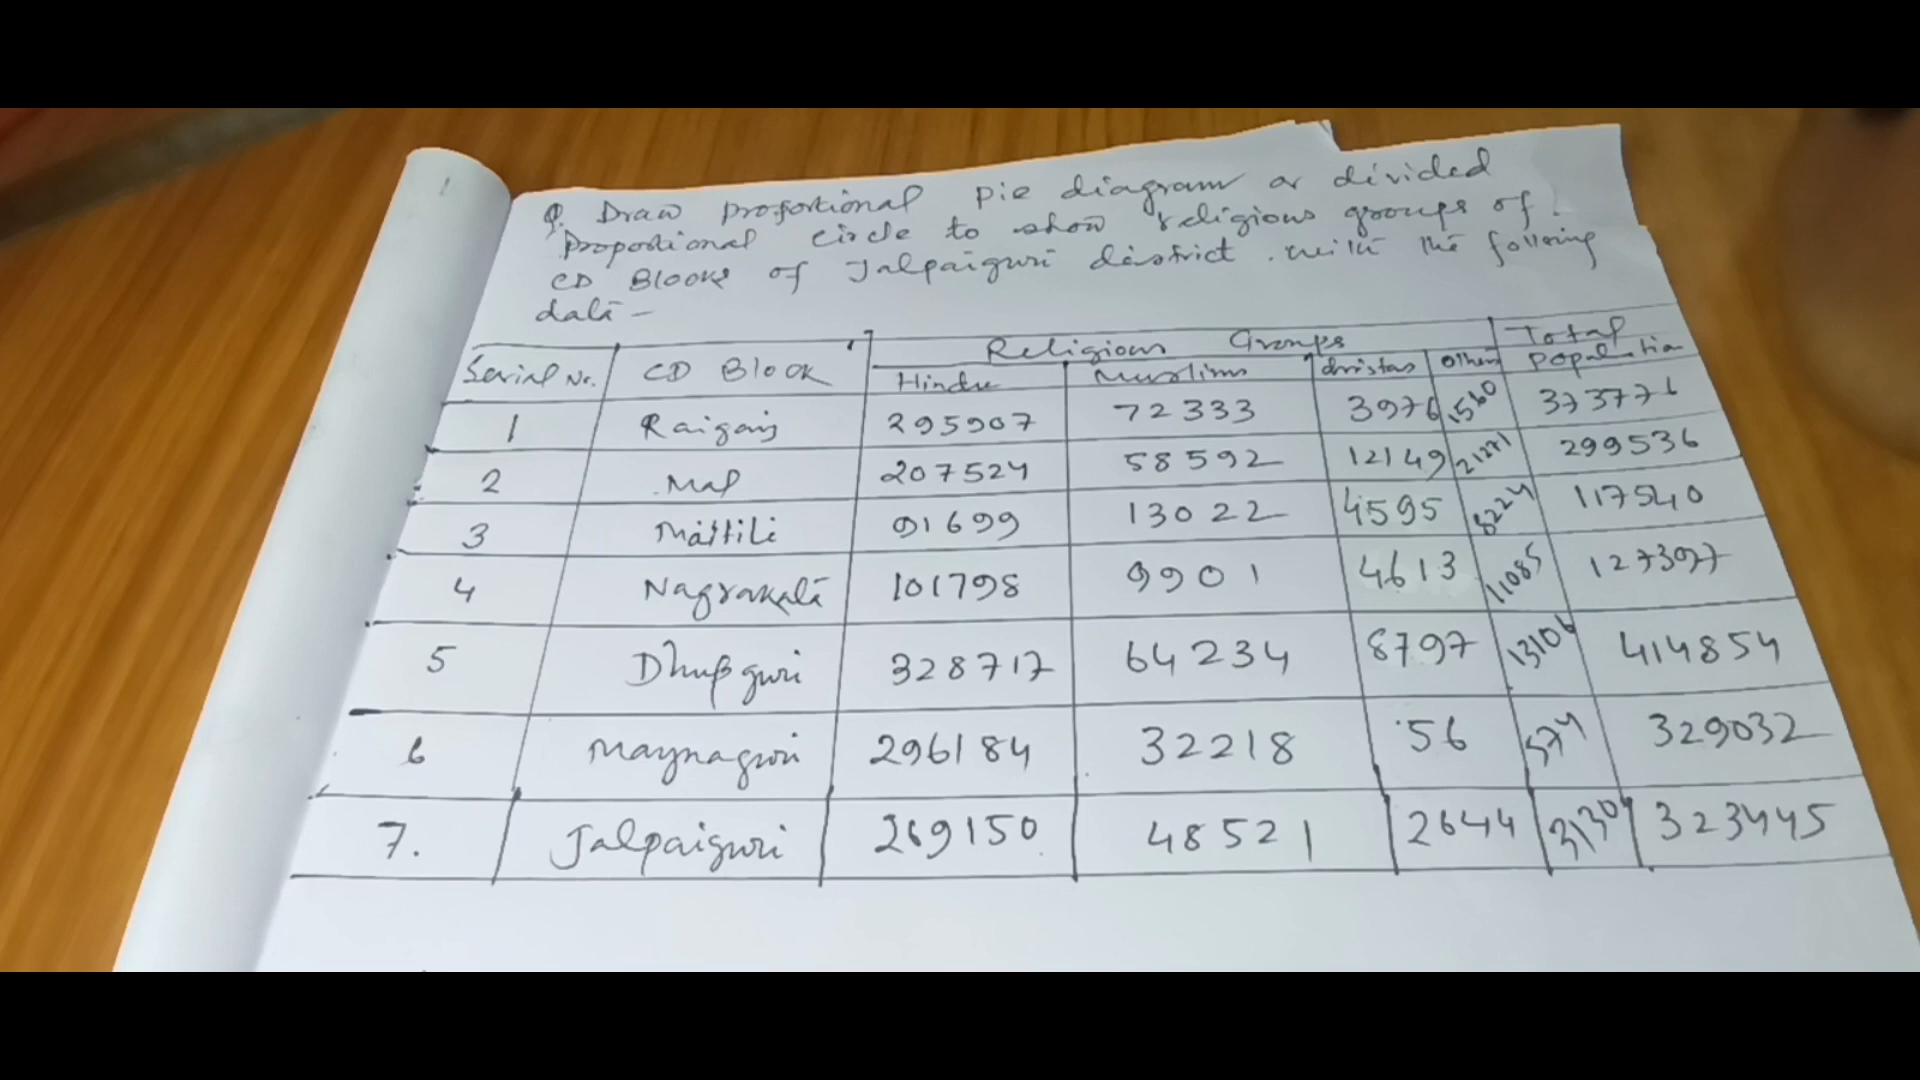 Q. Draw proportional pie diagram or divided
proportional circle to show religious groups of
CD Blocks of Jalpaiguri district. with the following
data —
Serial No. CD Block Religious Groups Total Population
Hindu Muslims christas Others
1 Raiganj 295907 72333 3976 1560 373776
2 Mal 207524 58592 12149 21271 299536
3 Mattili 91699 13022 4595 8224 117540
4 Nagrakata 101798 9901 4613 11085 127397
5 Dhupguri 328717 64234 8797 13106 414854
6 Maynaguri 296184 32218 56 574 329032
7. Jalpaiguri 269150 48521 2644 3130 323445